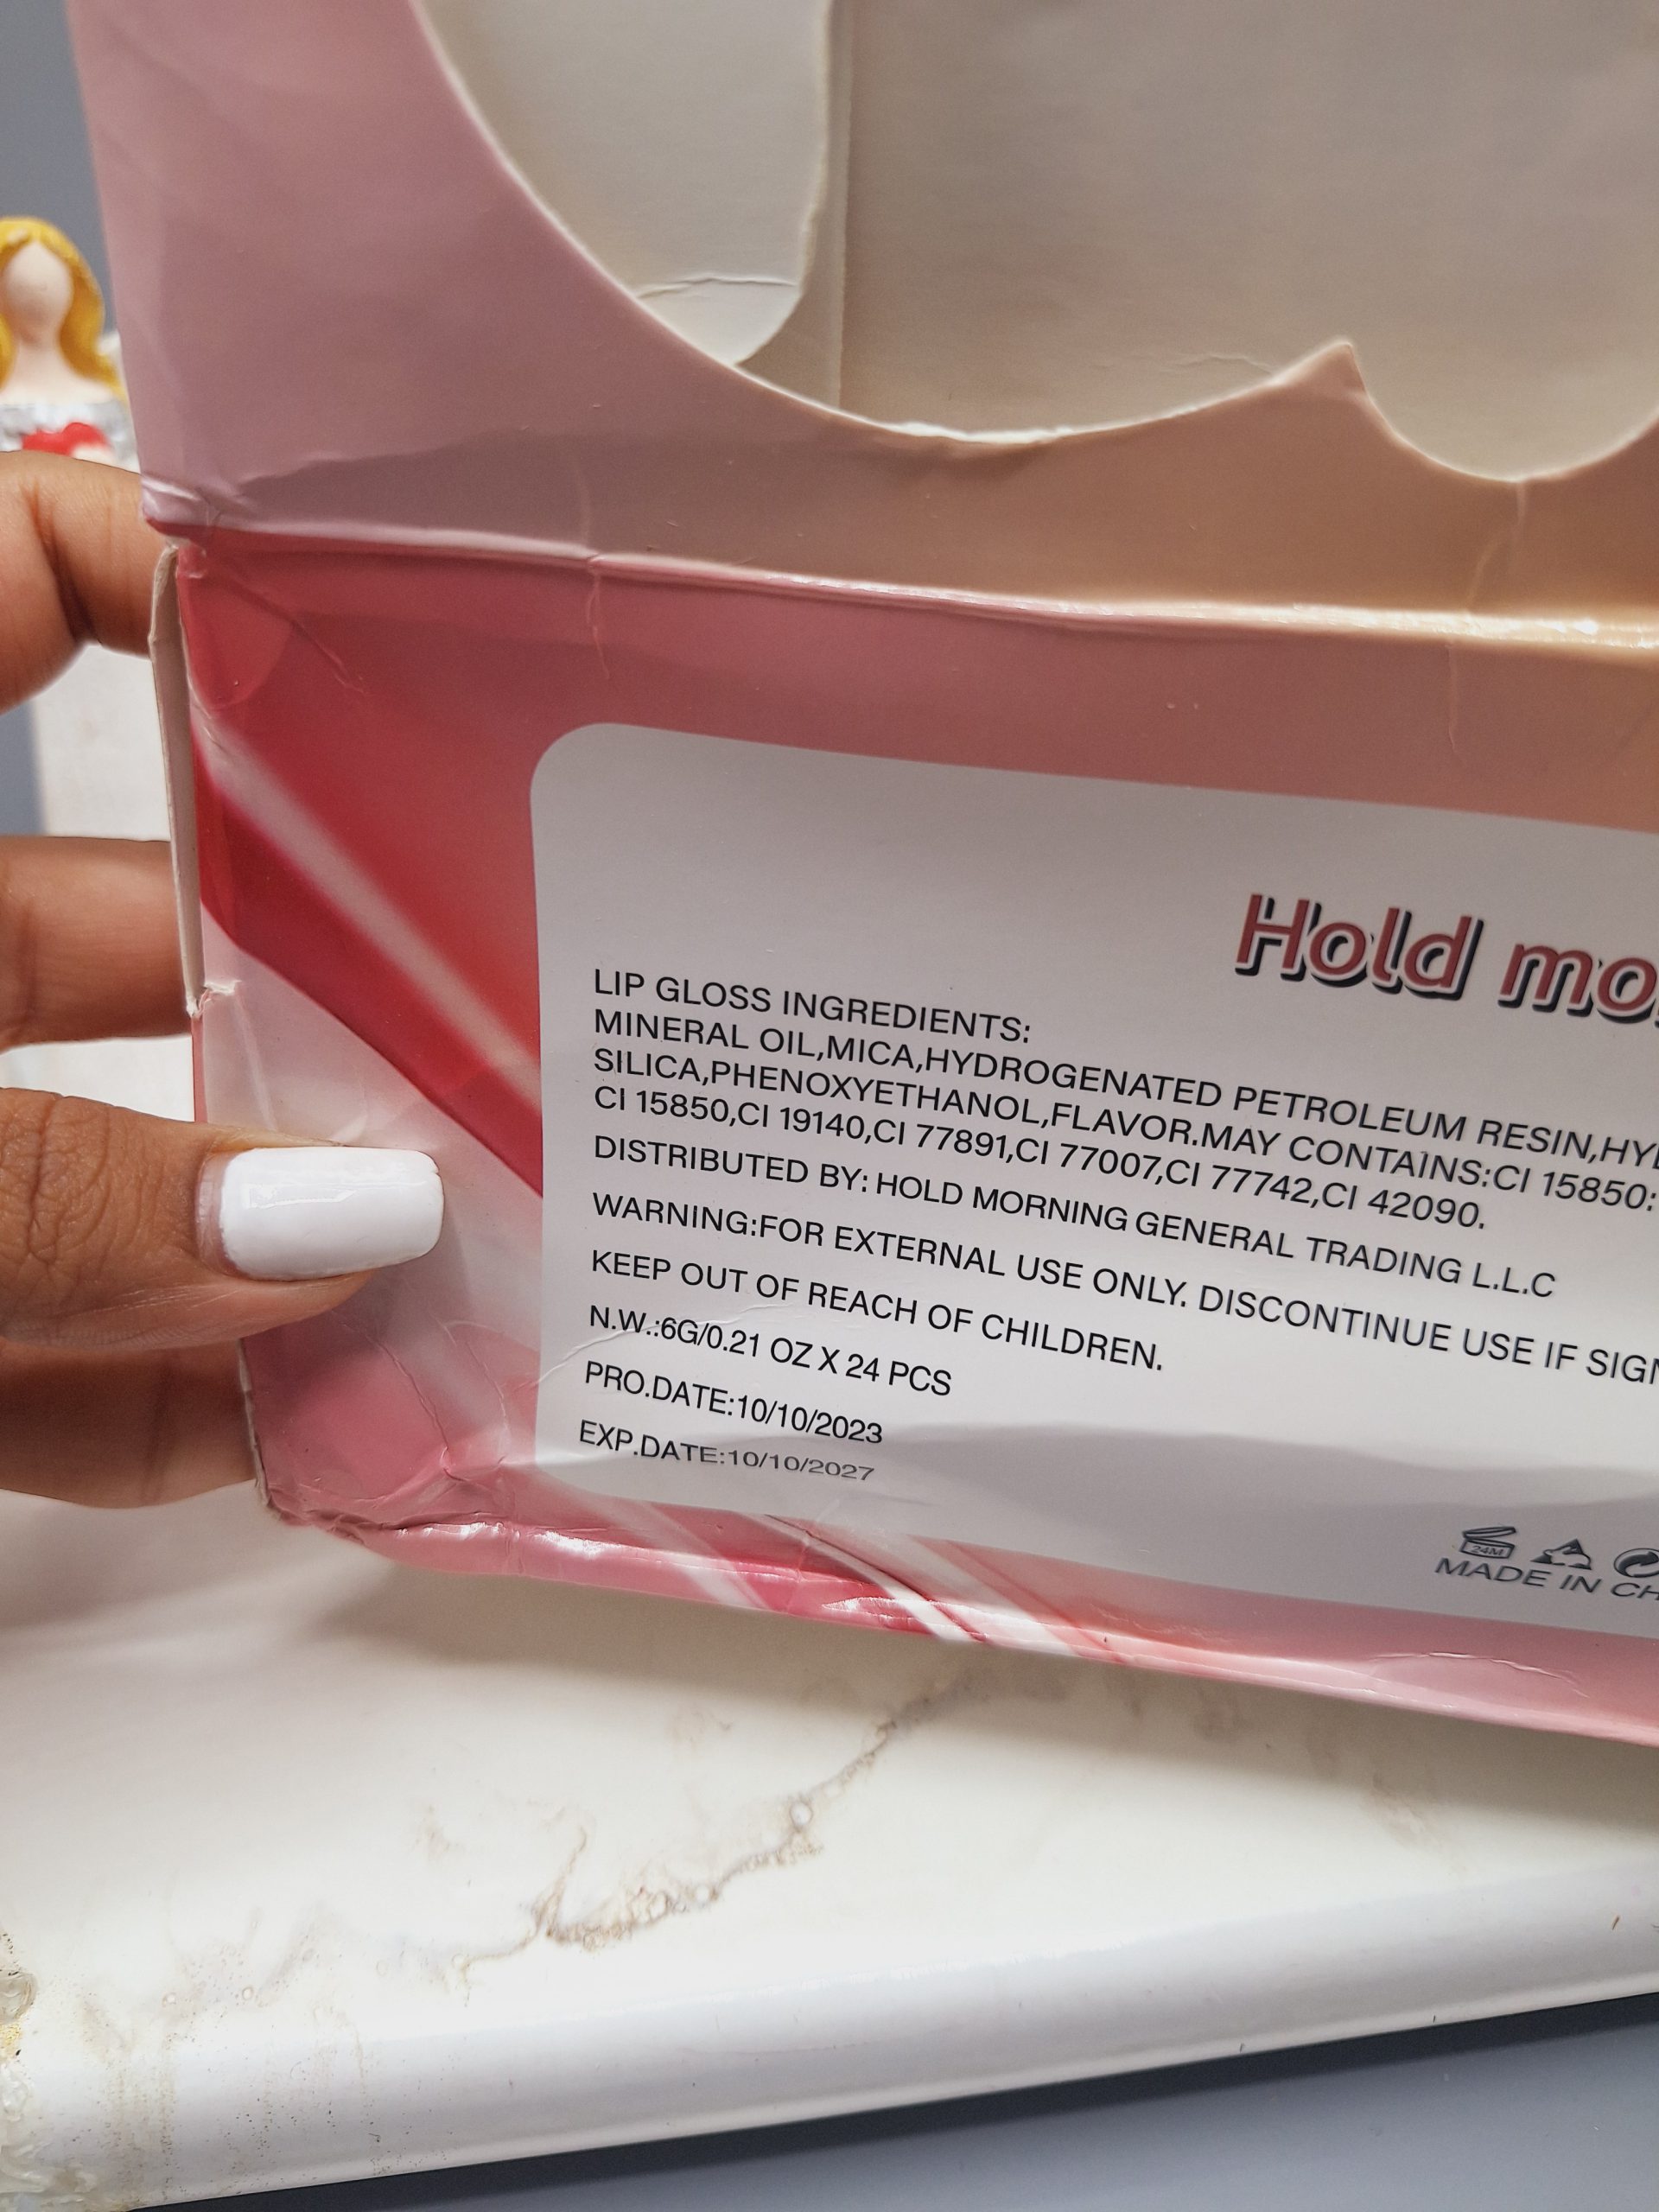 Hold
LIP GLOSS INGREDIENTS:
MINERAL OIL,MICA,HYDROGENATED PETROLEUM RESIN,
SILICA,PHENOXYETHANOL,FLAVOR.MAY CONTAINS:CI 15850:
CI 15850,CI 19140,CI 77891,CI 77007,CI 77742,CI 42090.
DISTRIBUTED BY: HOLD MORNING GENERAL TRADING L.L.C
WARNING:FOR EXTERNAL USE ONLY. DISCONTINUE USE IF
KEEP OUT OF REACH OF CHILDREN.
N.W.:6G/0.21 OZ X 24 PCS
PRO.DATE:10/10/2023
EXP.DATE:10/10/2027
24M
MADE IN